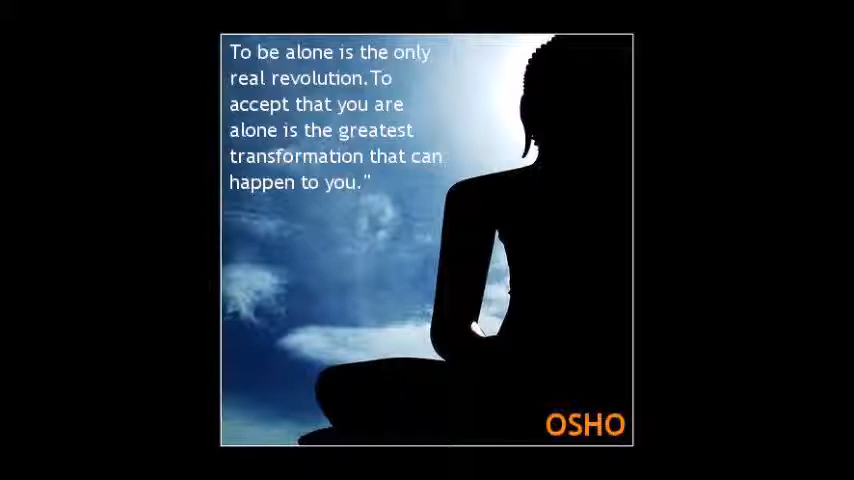 To be alone is the only
real revolution.To
accept that you are
alone is the greatest
transformation that can
happen to you."
OSHO